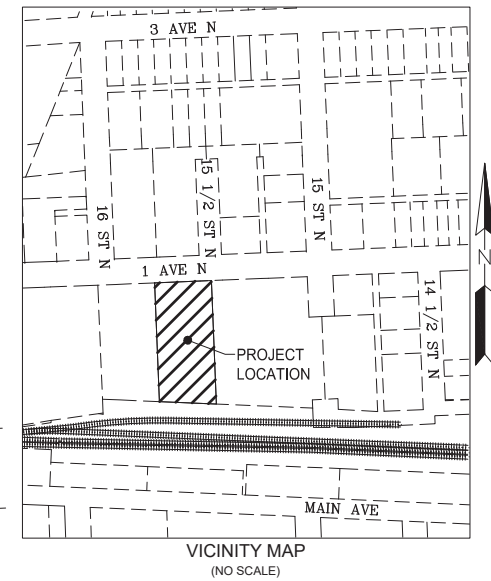 3 AVE N
15 1/2 ST N
15 ST N
16 ST N
1 AVE N
14 1/2 ST N
N
PROJECT
LOCATION
MAIN AVE
VICINITY MAP
(NO SCALE)